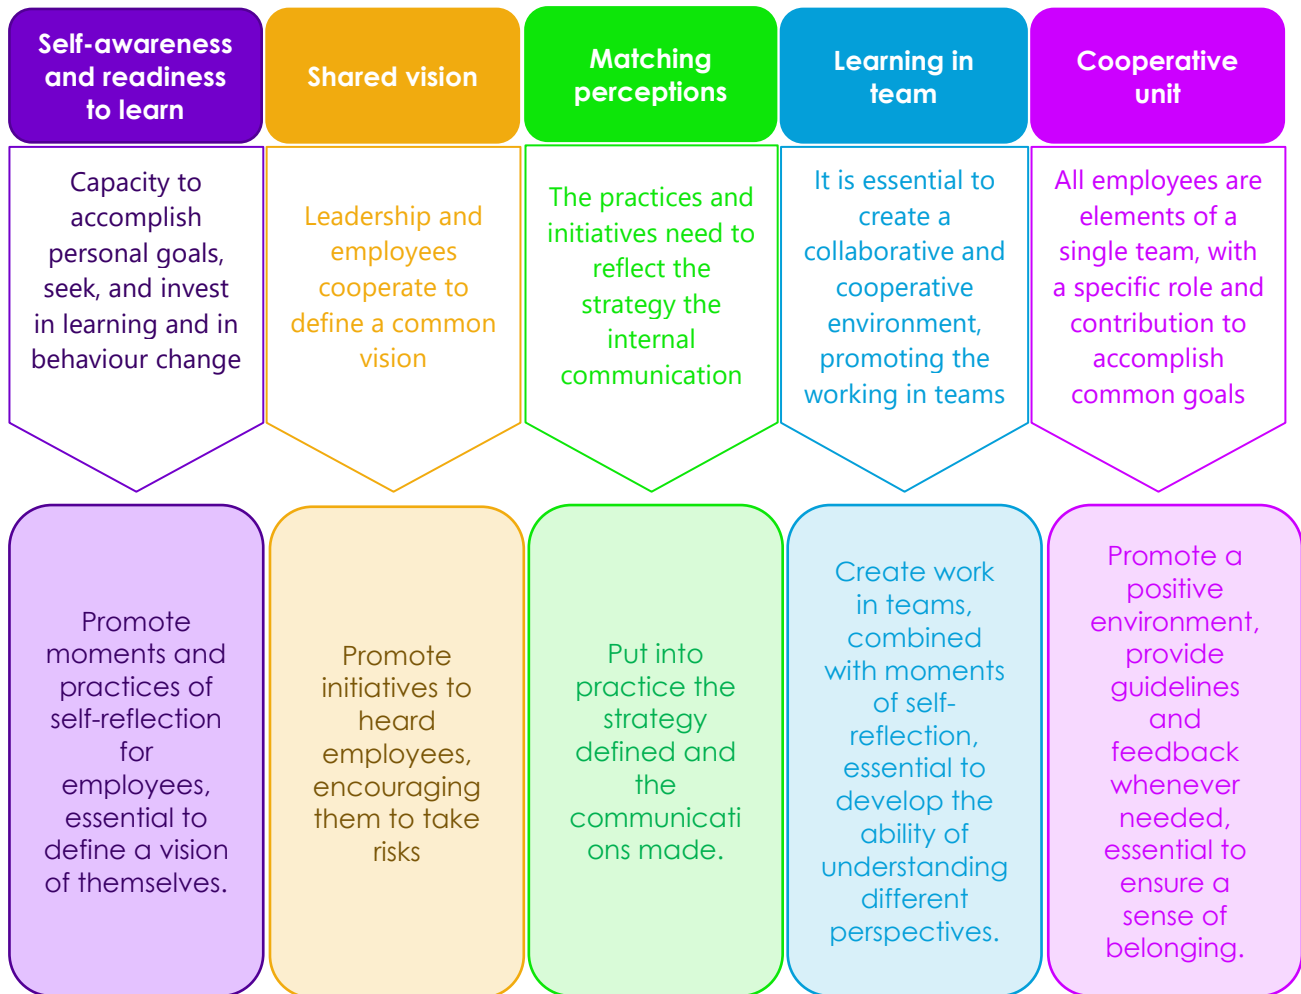 Self-awareness
and readiness
to learn
Shared vision
Matching
perceptions
Learning in
team
Cooperative
unit
Capacity to
accomplish
personal goals,
seek, and invest
in learning and in
behaviour change
Leadership and
employees
cooperate to
define a common
vision
The practices and
initiatives need to
reflect the
strategy the
internal
communication
It is essential to
create a
collaborative and
cooperative
environment,
promoting the
working in teams
All employees are
elements of a
single team, with
a specific role and
contribution to
accomplish
common goals
Promote
moments and
practices of
self-reflection
for
employees,
essential to
define a vision
of themselves.
Promote
initiatives to
heard
employees,
encouraging
them to take
risks
Put into
practice the
strategy
defined and
the
communicati
ons made.
Create work
in teams,
combined
with moments
of self-
reflection,
essential to
develop the
ability of
understanding
different
perspectives.
Promote a
positive
environment,
provide
guidelines
and
feedback
whenever
needed,
essential to
ensure a
sense of
belonging.